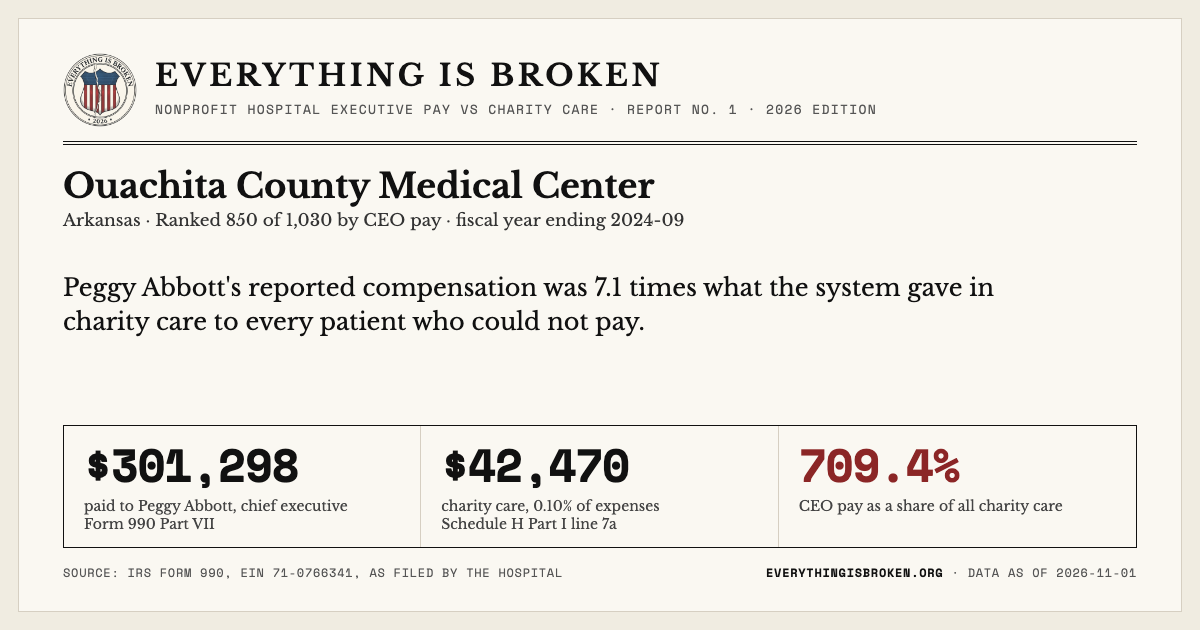 EVERYTHING IS BROKEN
· 2026 ·
EVERYTHING IS BROKEN
NONPROFIT HOSPITAL EXECUTIVE PAY VS CHARITY CARE · REPORT NO. 1 · 2026 EDITION
Ouachita County Medical Center
Arkansas · Ranked 850 of 1,030 by CEO pay · fiscal year ending 2024-09
Peggy Abbott's reported compensation was 7.1 times what the system gave in
charity care to every patient who could not pay.
$301,298
paid to Peggy Abbott, chief executive
Form 990 Part VII
$42,470
charity care, 0.10% of expenses
Schedule H Part I line 7a
709.4%
CEO pay as a share of all charity care
SOURCE: IRS FORM 990, EIN 71-0766341, AS FILED BY THE HOSPITAL
EVERYTHINGISBROKEN.ORG · DATA AS OF 2026-11-01